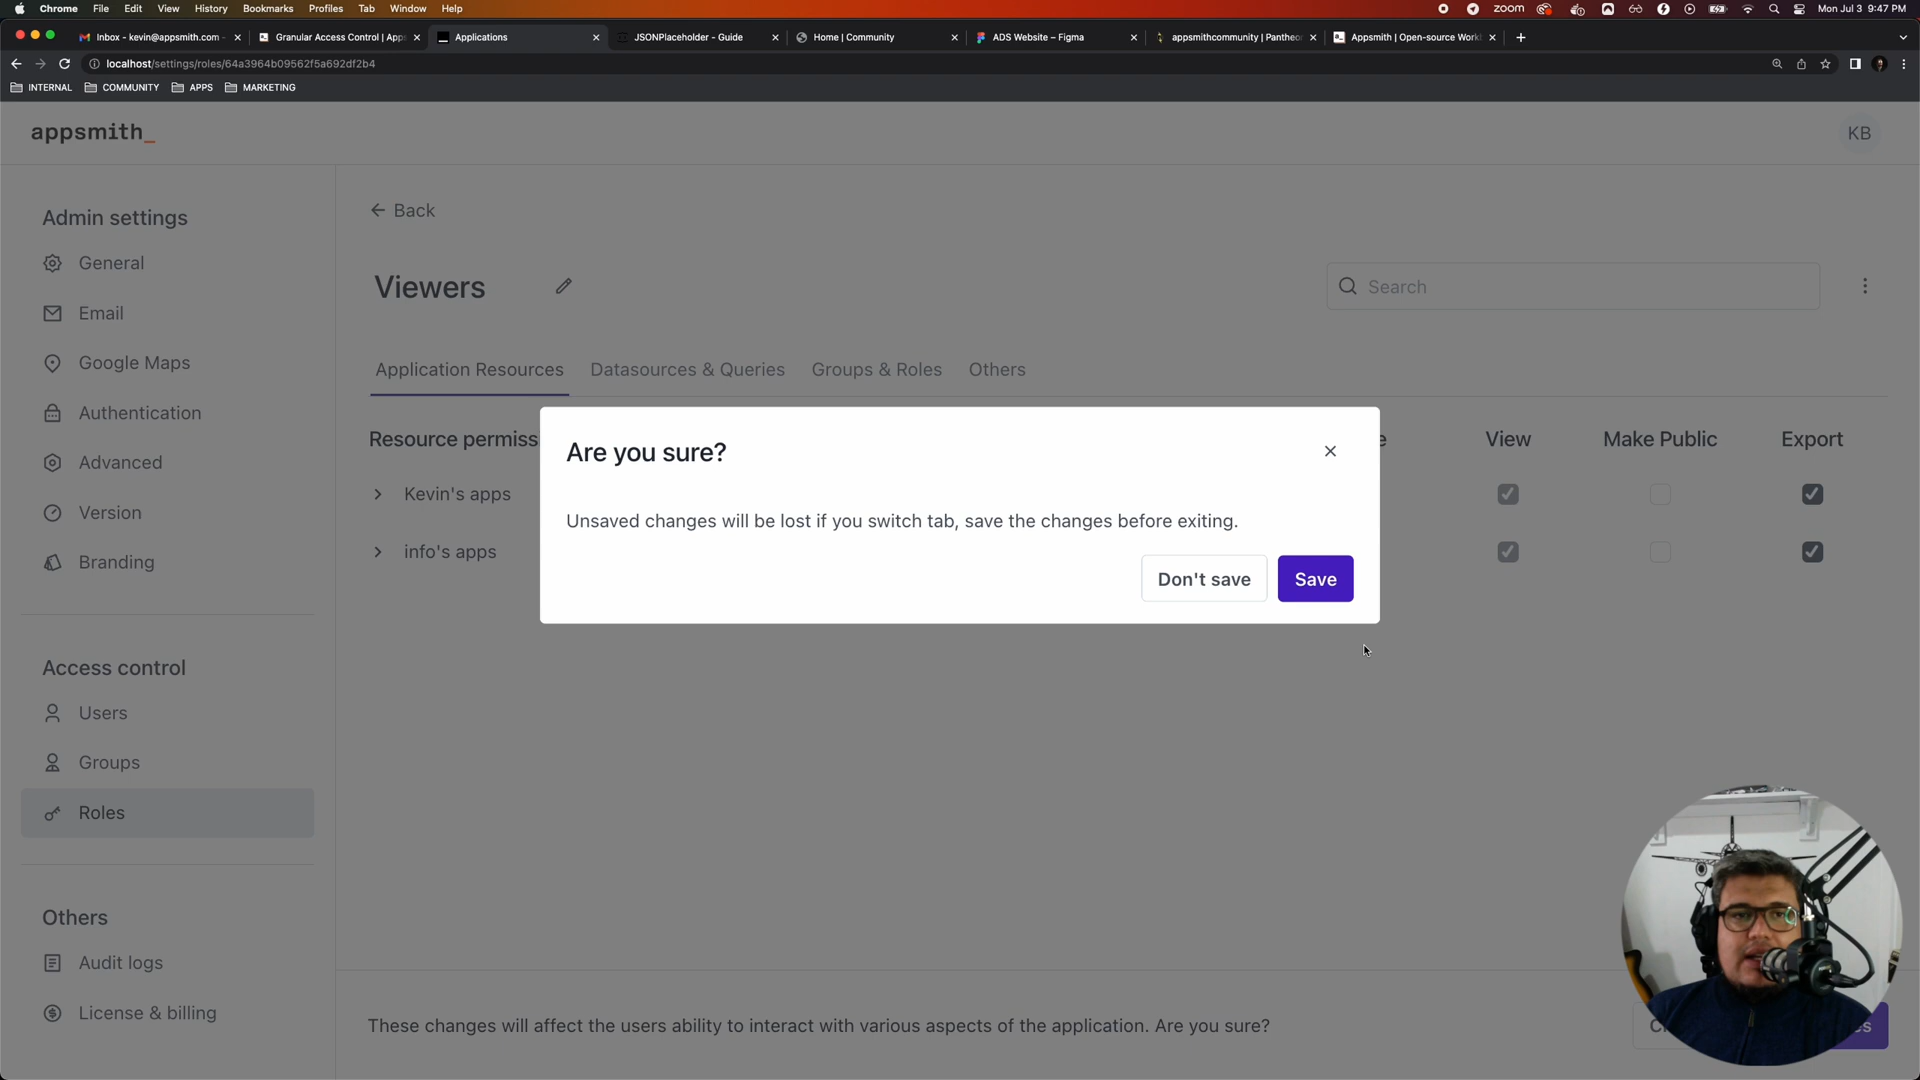 Chrome File Edit View History Bookmarks Profiles Tab Window Help zoom Mon Jul 3 9:47 PM
Inbox - kevin@appsmith.com - Granular Access Control | Apps Applications JSONPlaceholder - Guide Home | Community ADS Website – Figma appsmithcommunity | Pantheon Appsmith | Open-source Work
localhost/settings/roles/64a3964b09562f5a692df2b4
INTERNAL COMMUNITY APPS MARKETING
appsmith_
KB
Admin settings
General
Email
Google Maps
Authentication
Advanced
Version
Branding
Access control
Users
Groups
Roles
Others
Audit logs
License & billing
Back
Viewers
Search
Application Resources Datasources & Queries Groups & Roles Others
Resource permiss e View Make Public Export
Kevin's apps
info's apps
Are you sure?
Unsaved changes will be lost if you switch tab, save the changes before exiting.
Don't save Save
These changes will affect the users ability to interact with various aspects of the application. Are you sure?